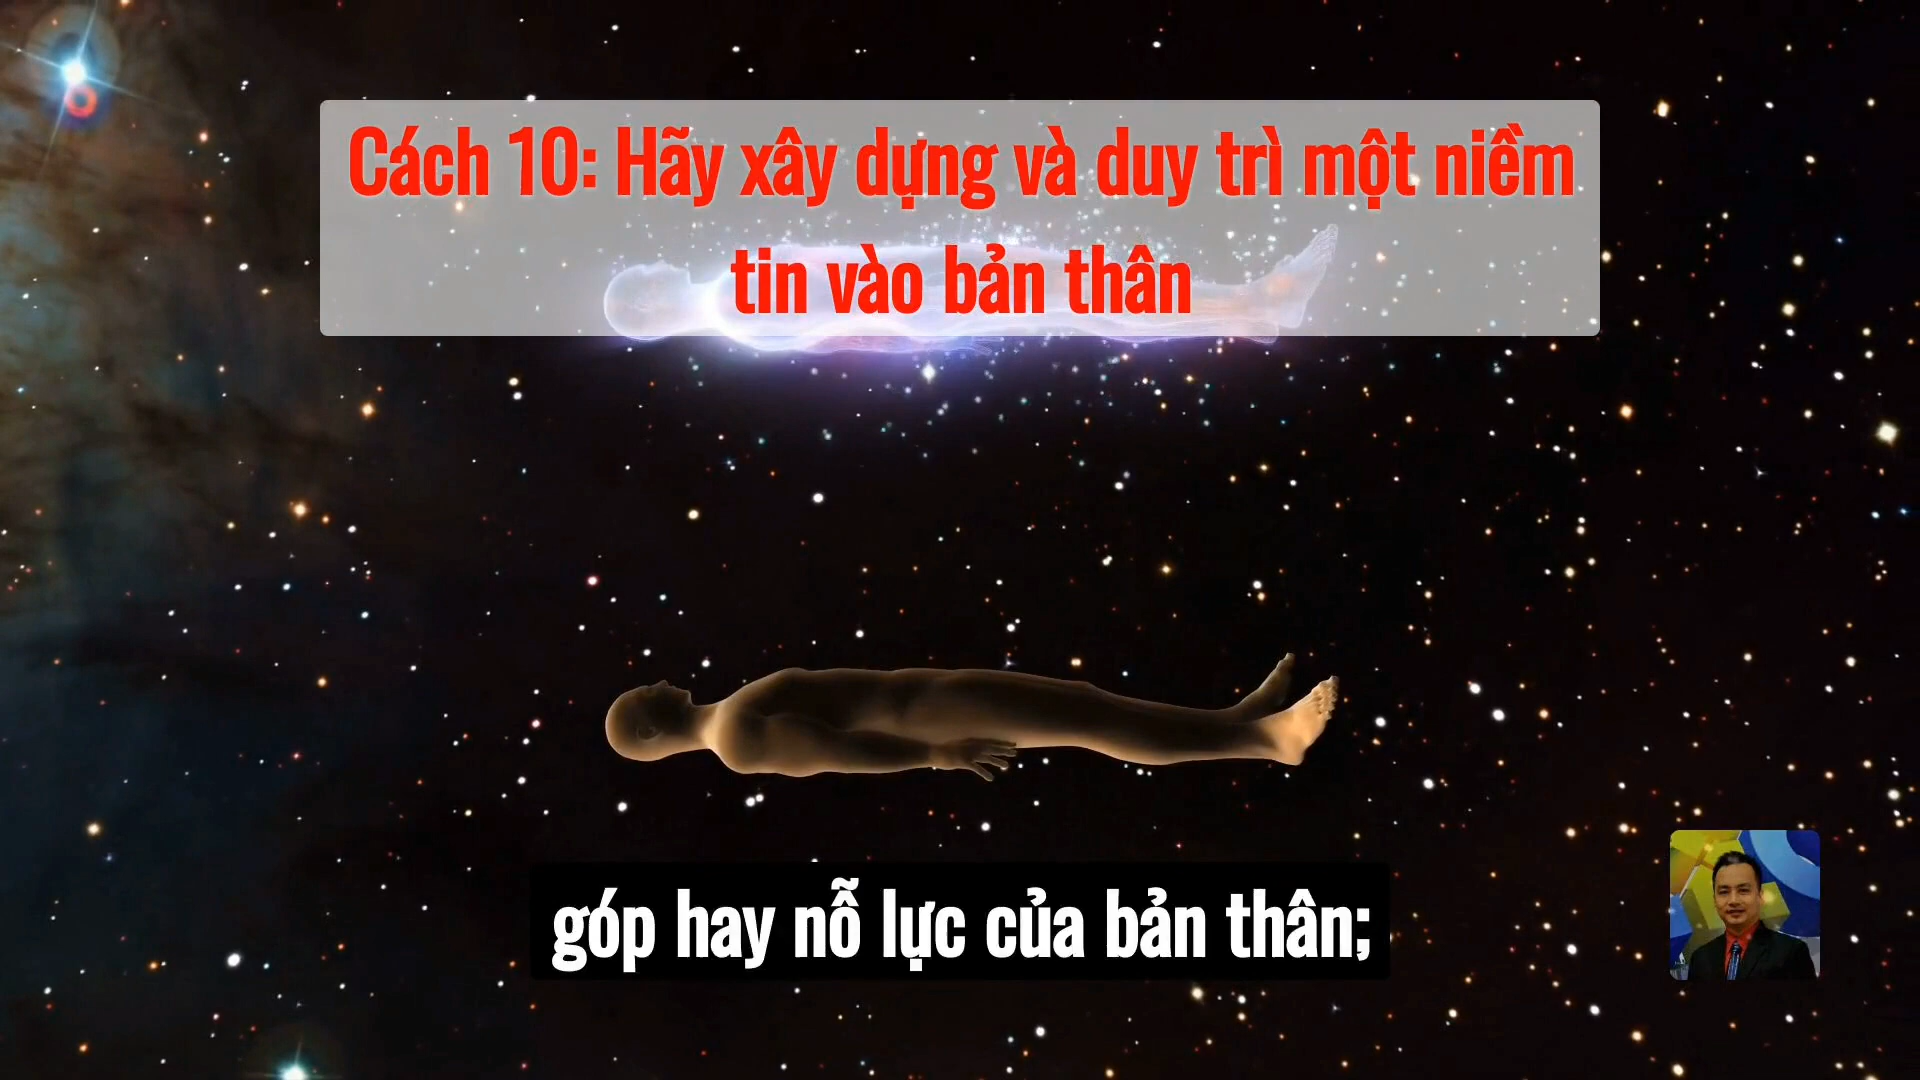 Cách 10: Hãy xây dựng và duy trì một niềm
tin vào bản thân
góp hay nỗ lực của bản thân;